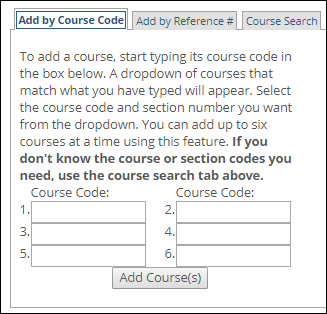 Add by Course Code Add by Reference # Course Search
To add a course, start typing its course code in
the box below. A dropdown of courses that
match what you have typed will appear. Select
the course code and section number you want
from the dropdown. You can add up to six
courses at a time using this feature. If you
don't know the course or section codes you
need, use the course search tab above.
Course Code: Course Code:
1. 2.
3. 4.
5. 6.
Add Course(s)